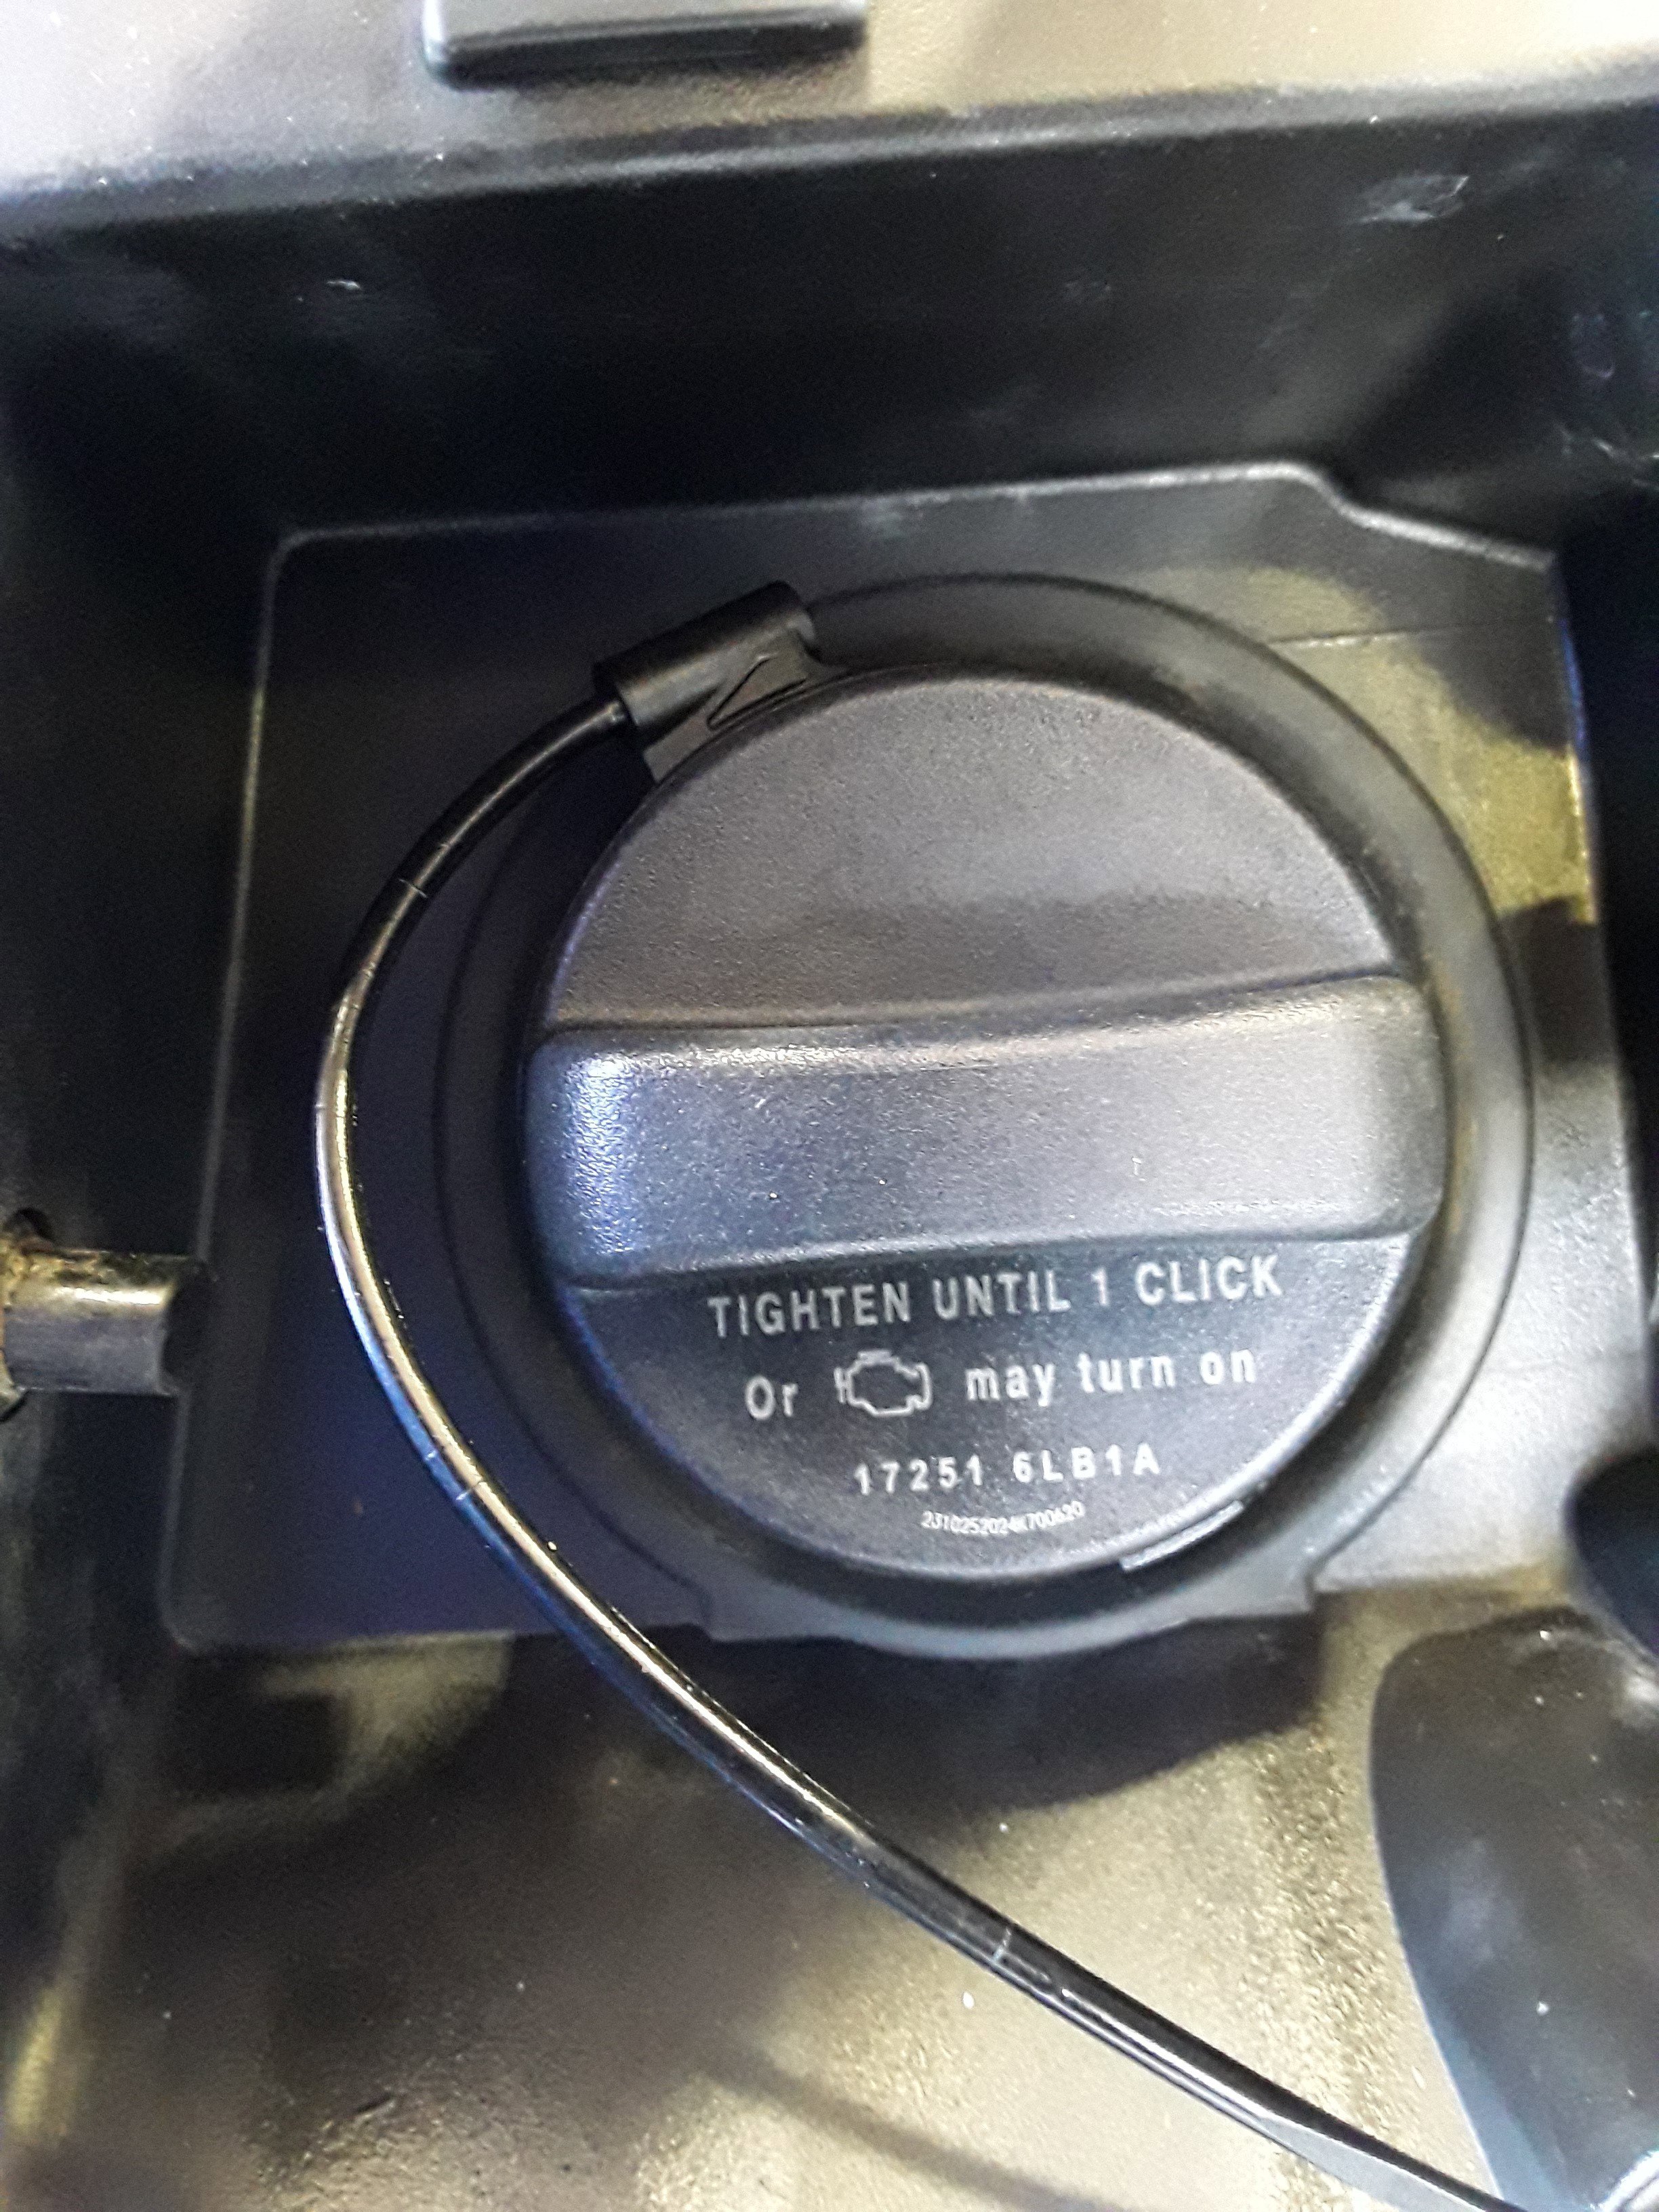 TIGHTEN UNTIL 1 CLICK
Or may turn on
17251 6LB1A